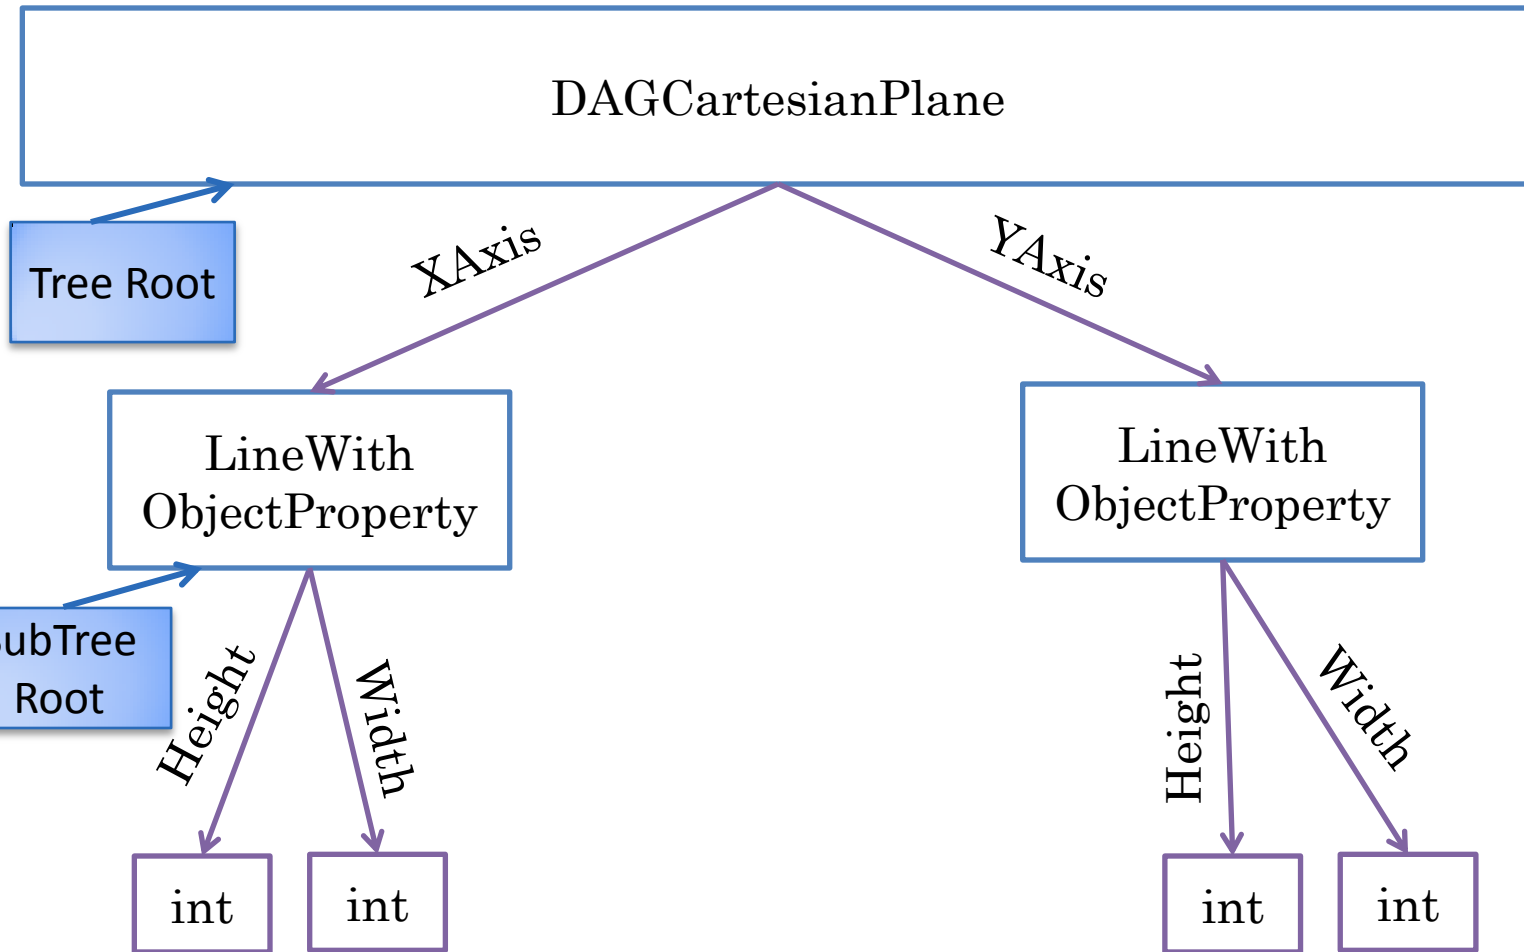 DAGCartesianPlane
Tree Root
XAxis
YAxis
LineWith
ObjectProperty
LineWith
ObjectProperty
Root
Height
Width
Height
Width
int
int
int
int